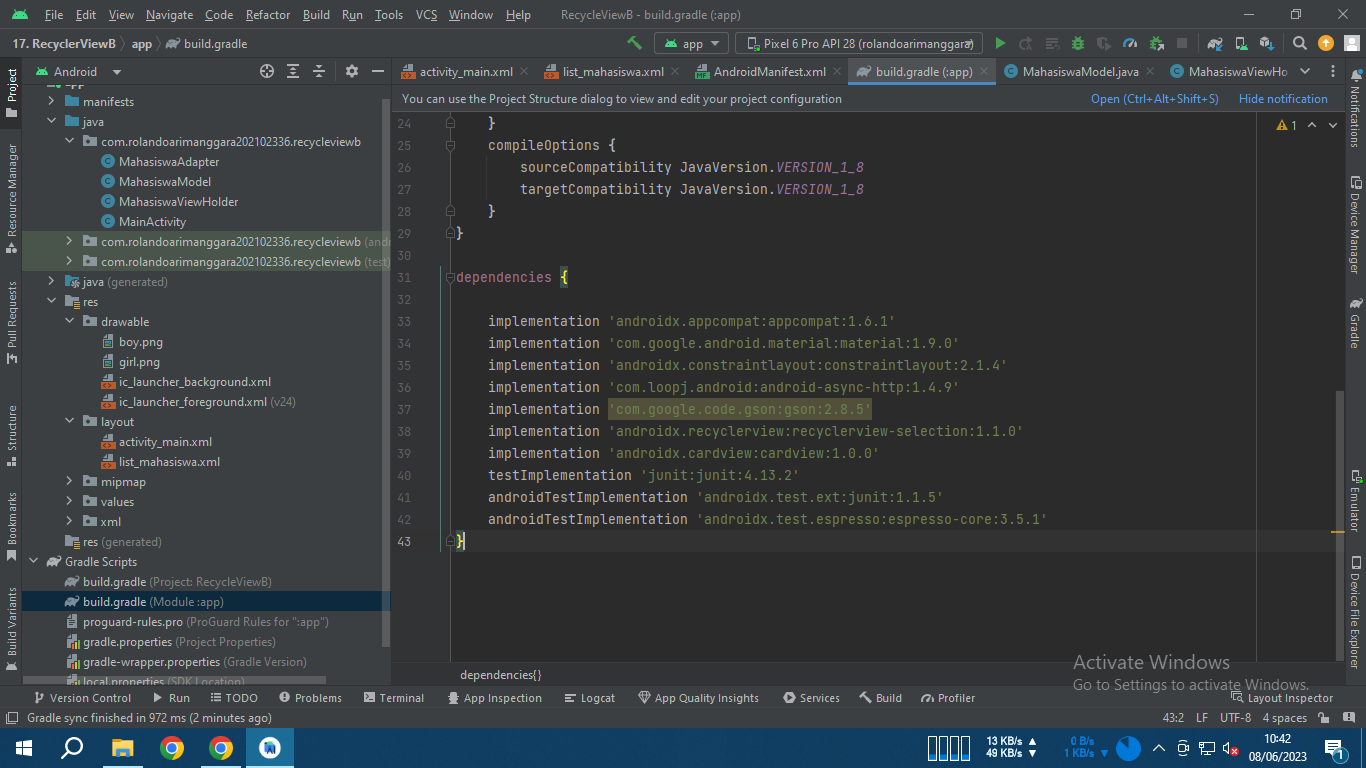 File Edit View Navigate Code Refactor Build Run Tools VCS Window Help RecycleViewB - build.gradle (:app)
17. RecyclerViewB app build.gradle
app Pixel 6 Pro API 28 (rolandoarimanggara)
Android
activity_main.xml list_mahasiswa.xml AndroidManifest.xml build.gradle (:app) MahasiswaModel.java MahasiswaViewHo
You can use the Project Structure dialog to view and edit your project configuration Open (Ctrl+Alt+Shift+S) Hide notification
Project
Resource Manager
Pull Requests
Structure
Bookmarks
Build Variants
app
manifests
java
com.rolandoarimanggara202102336.recycleviewb
MahasiswaAdapter
MahasiswaModel
MahasiswaViewHolder
MainActivity
com.rolandoarimanggara202102336.recycleviewb (and
com.rolandoarimanggara202102336.recycleviewb (test)
java (generated)
res
drawable
boy.png
girl.png
ic_launcher_background.xml
ic_launcher_foreground.xml (v24)
layout
activity_main.xml
list_mahasiswa.xml
mipmap
values
xml
res (generated)
Gradle Scripts
build.gradle (Project: RecycleViewB)
build.gradle (Module :app)
proguard-rules.pro (ProGuard Rules for ":app")
gradle.properties (Project Properties)
gradle-wrapper.properties (Gradle Version)
local.properties (SDK Location)
24 }
25 compileOptions {
26 sourceCompatibility JavaVersion.VERSION_1_8
27 targetCompatibility JavaVersion.VERSION_1_8
28 }
29 }
30
31 dependencies {
32
33 implementation 'androidx.appcompat:appcompat:1.6.1'
34 implementation 'com.google.android.material:material:1.9.0'
35 implementation 'androidx.constraintlayout:constraintlayout:2.1.4'
36 implementation 'com.loopj.android:android-async-http:1.4.9'
37 implementation 'com.google.code.gson:gson:2.8.5'
38 implementation 'androidx.recyclerview:recyclerview-selection:1.1.0'
39 implementation 'androidx.cardview:cardview:1.0.0'
40 testImplementation 'junit:junit:4.13.2'
41 androidTestImplementation 'androidx.test.ext:junit:1.1.5'
42 androidTestImplementation 'androidx.test.espresso:espresso-core:3.5.1'
43 }
1
Notifications
Device Manager
Gradle
Emulator
Device File Explorer
dependencies{}
Activate Windows
Go to Settings to activate Windows.
Version Control Run TODO Problems Terminal App Inspection Logcat App Quality Insights Services Build Profiler Layout Inspector
Gradle sync finished in 972 ms (2 minutes ago) 43:2 LF UTF-8 4 spaces
13 KB/s
49 KB/s
0 B/s
1 KB/s
10:42
08/06/2023
1